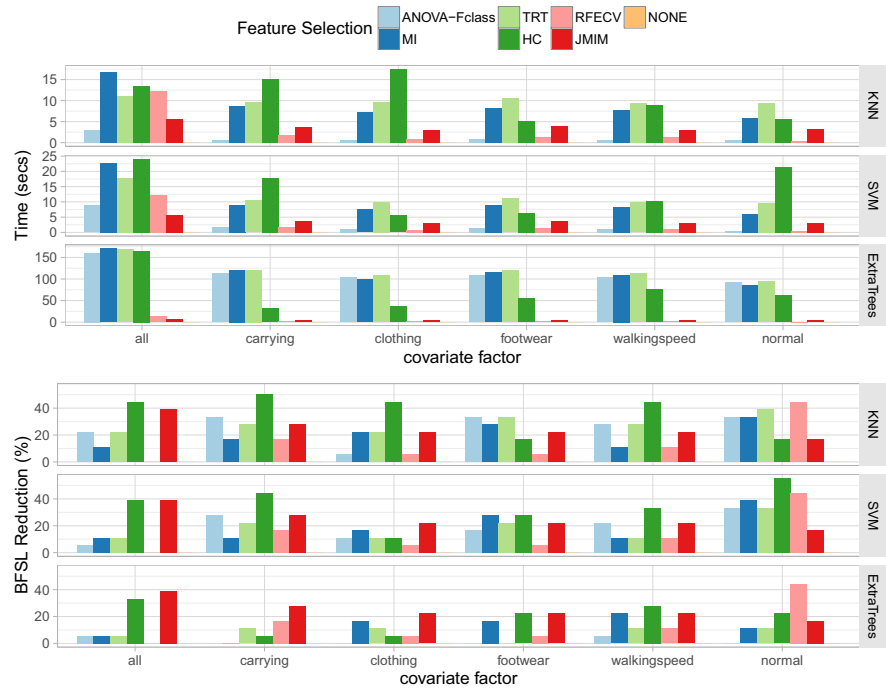 Feature Selection
ANOVA−Fclass TRT RFECV NONE
MI HC JMIM
Time (secs)
15
10
5
0
KNN
25
20
15
10
5
0
SVM
150
100
50
0
ExtraTrees
all carrying clothing footwear walkingspeed normal
covariate factor
BFSL Reduction (%)
40
20
0
KNN
40
20
0
SVM
40
20
0
ExtraTrees
all carrying clothing footwear walkingspeed normal
covariate factor